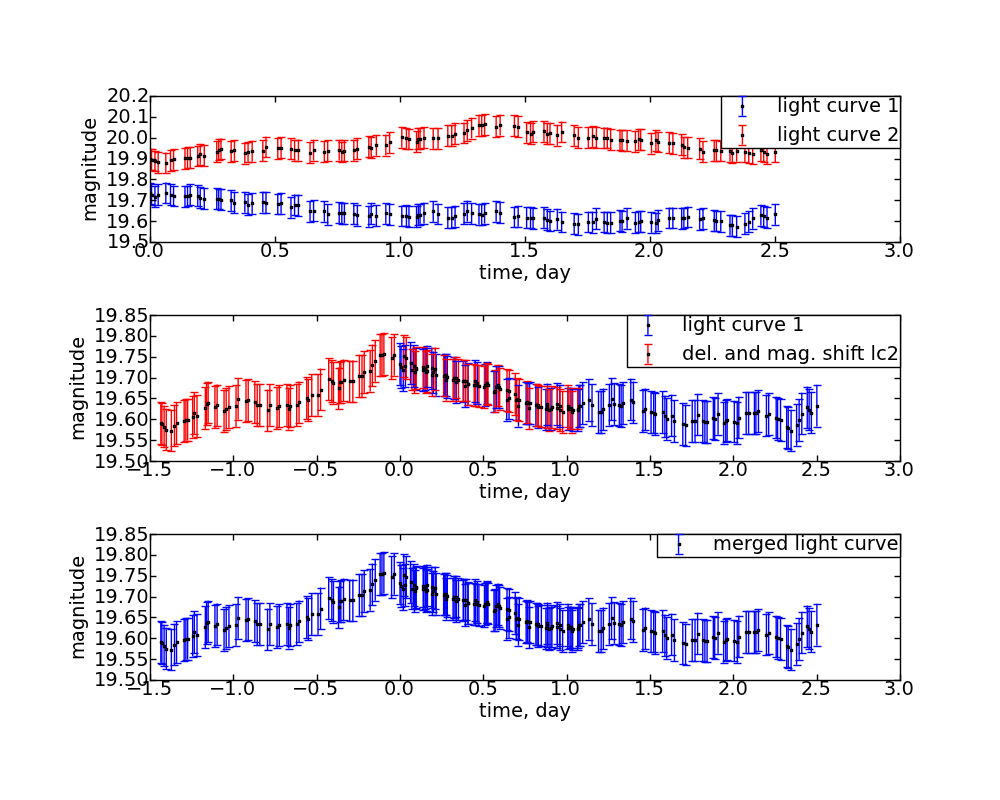 20.2
20.1
20.0
19.9
19.8
19.7
19.6
19.5
magnitude
0.0 0.5 1.0 1.5 2.0 2.5 3.0
time, day
light curve 1
light curve 2
19.85
19.80
19.75
19.70
19.65
19.60
19.55
19.50
magnitude
−1.5 −1.0 −0.5 0.0 0.5 1.0 1.5 2.0 2.5 3.0
time, day
light curve 1
del. and mag. shift lc2
19.85
19.80
19.75
19.70
19.65
19.60
19.55
19.50
magnitude
−1.5 −1.0 −0.5 0.0 0.5 1.0 1.5 2.0 2.5 3.0
time, day
merged light curve